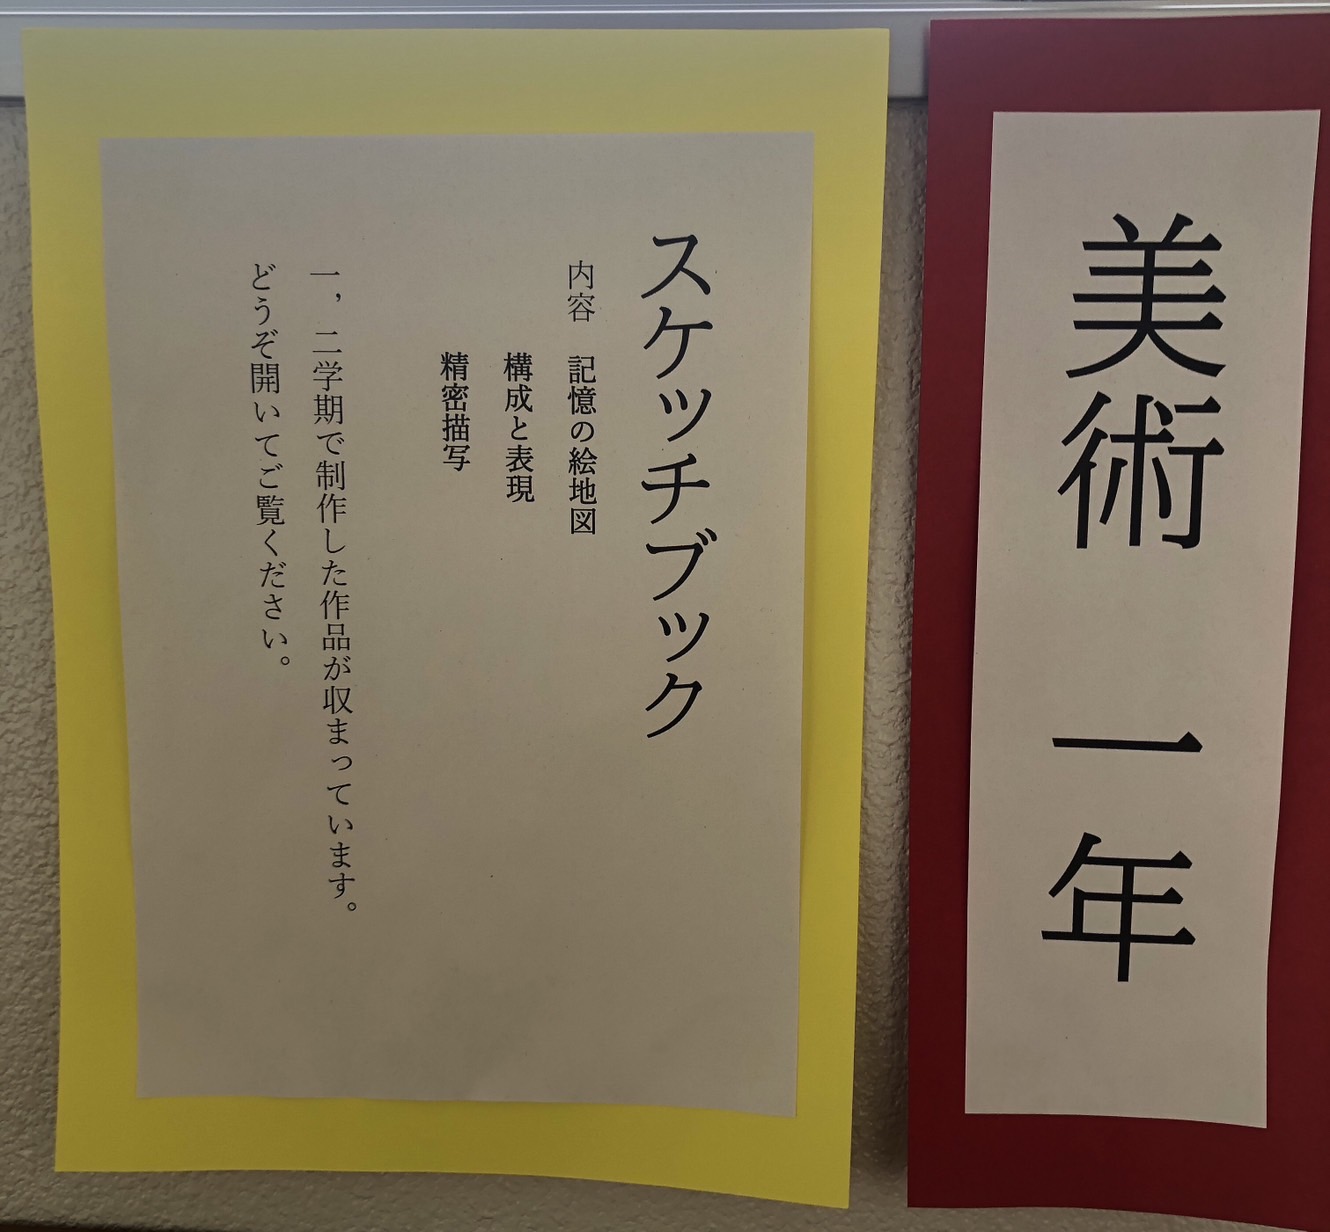 美術　一年
スケッチブック
内容　記憶の絵地図
構成と表現
精密描写
一，二学期で制作した作品が収まっています。
どうぞ開いてご覧ください。